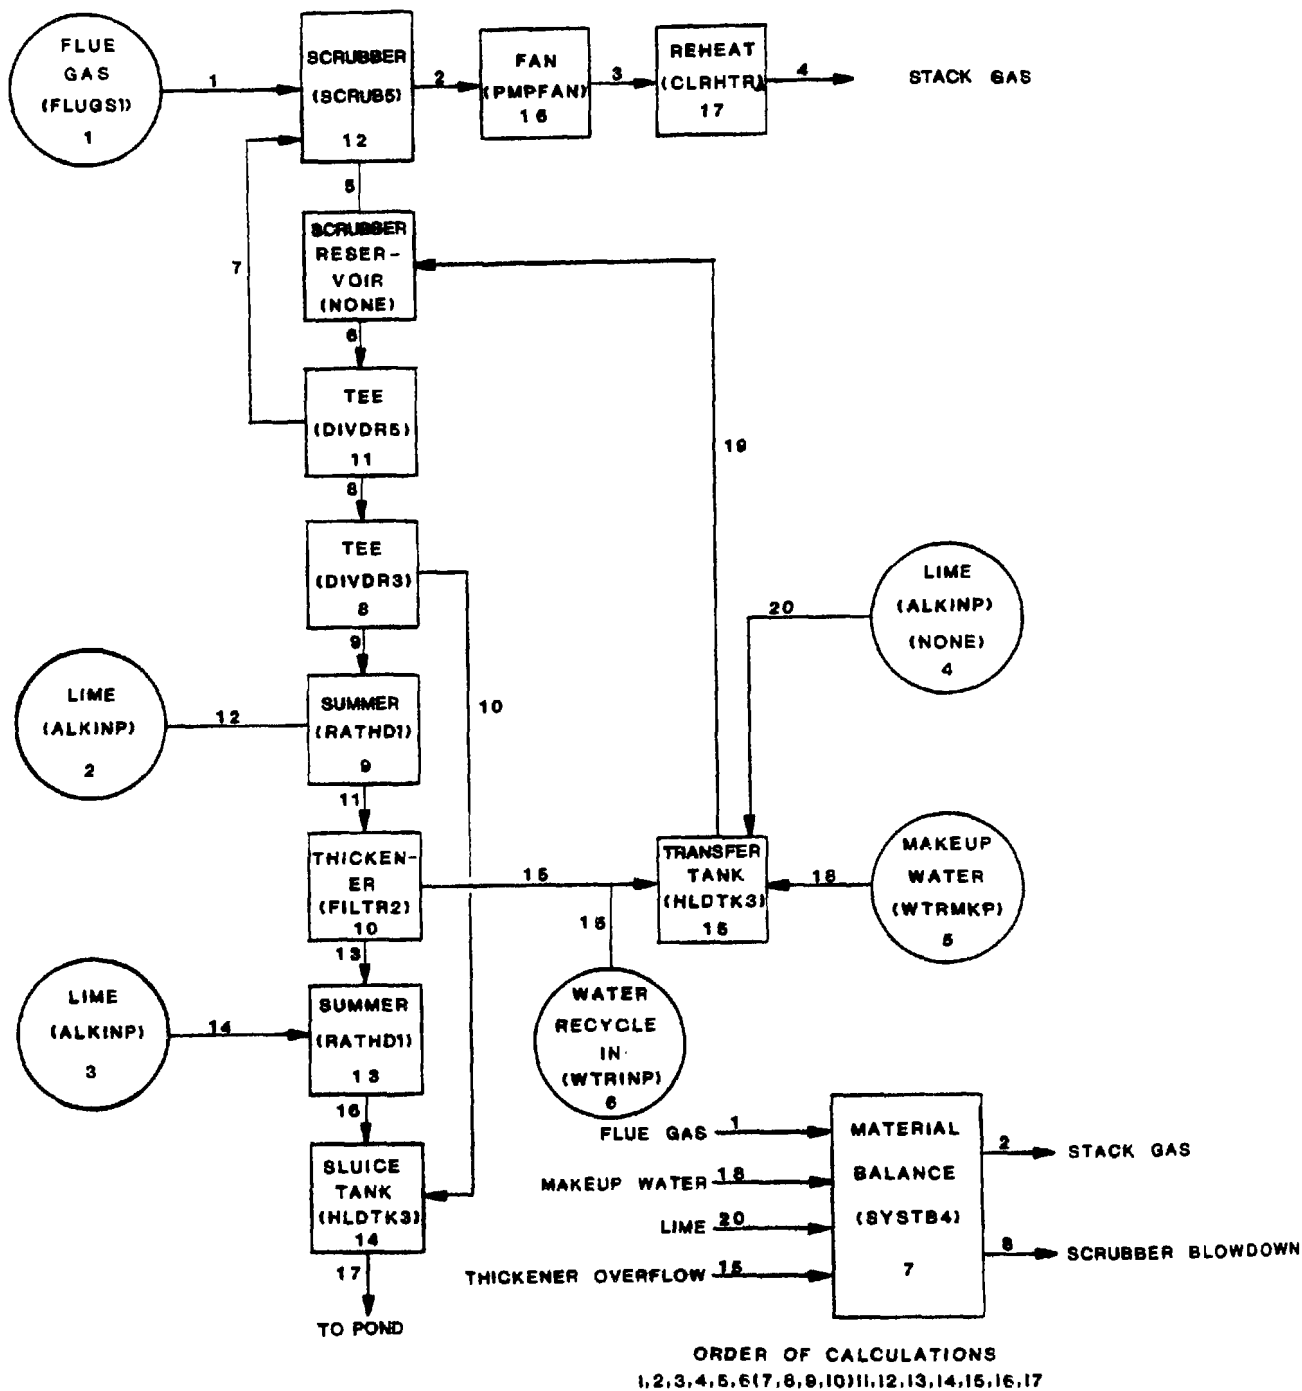 FLUE
GAS
(FLUGS1)
1
1
SCRUBBER
(SCRUB5)
12
2
FAN
(PMPFAN)
16
3
REHEAT
(CLRHTR)
17
4
STACK GAS
5
7
SCRUBBER
RESER-
VOIR
(NONE)
6
TEE
(DIVDR5)
11
19
8
TEE
(DIVDR3)
8
LIME
(ALKINP)
(NONE)
4
20
9
LIME
(ALKINP)
2
12
SUMMER
(RATHD1)
9
10
11
THICKEN-
ER
(FILTR2)
10
15
TRANSFER
TANK
(HLDTK3)
15
18
MAKEUP
WATER
(WTRMKP)
5
15
13
LIME
(ALKINP)
3
14
SUMMER
(RATHD1)
13
WATER
RECYCLE
IN
(WTRINP)
6
16
SLUICE
TANK
(HLDTK3)
14
17
TO POND
FLUE GAS 1
MAKEUP WATER 18
LIME 20
THICKENER OVERFLOW 15
MATERIAL
BALANCE
(SYSTB4)
7
2 STACK GAS
8 SCRUBBER BLOWDOWN
ORDER OF CALCULATIONS
1,2,3,4,5,6(7,8,9,10)11,12,13,14,15,16,17